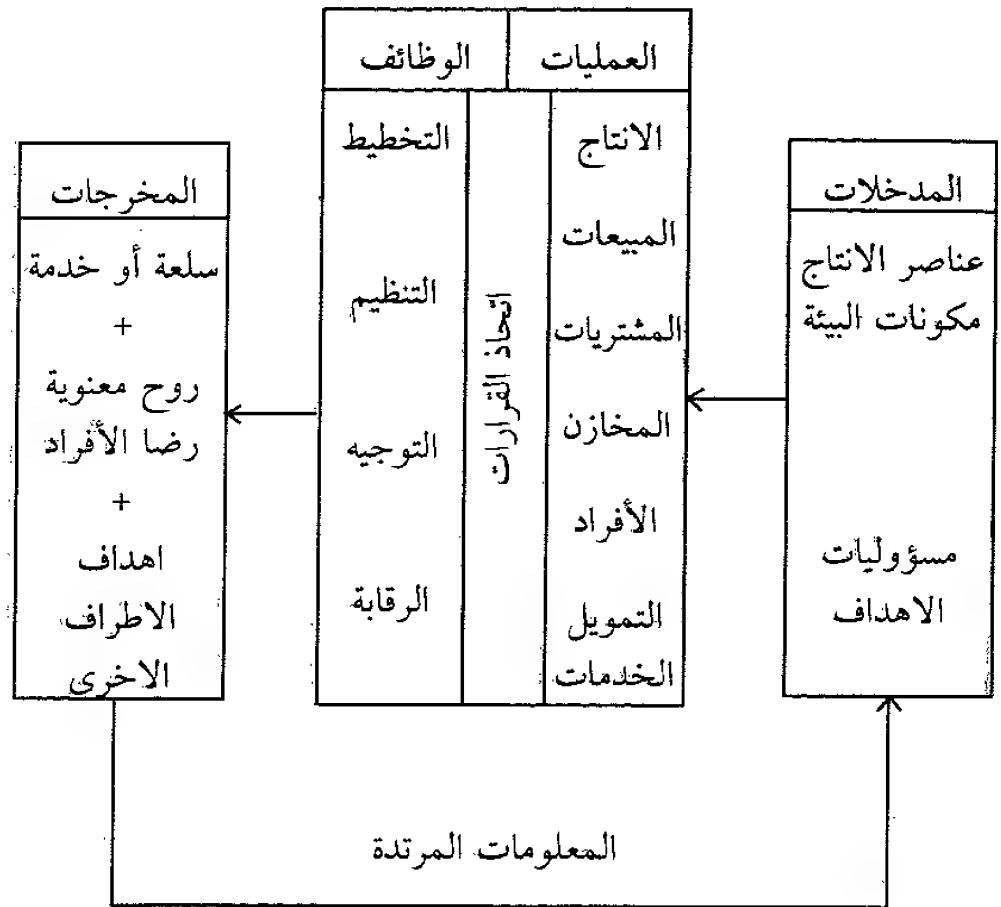 المدخلات
عناصر الانتاج
مكونات البيئة
مسؤوليات
الاهداف
العمليات
الانتاج
المبيعات
المشتريات
المخازن
الأفراد
التمويل
الخدمات
اتخاذ القرارات
الوظائف
التخطيط
التنظيم
التوجيه
الرقابة
المخرجات
سلعة أو خدمة
+
روح معنوية
رضا الأفراد
+
اهداف
الاطراف
الاخرى
المعلومات المرتدة